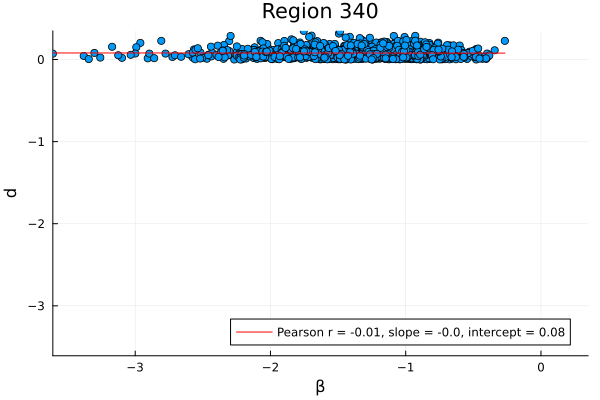 Region 340
d
0
−1
−2
−3
Pearson r = -0.01, slope = -0.0, intercept = 0.08
−3 −2 −1 0
β